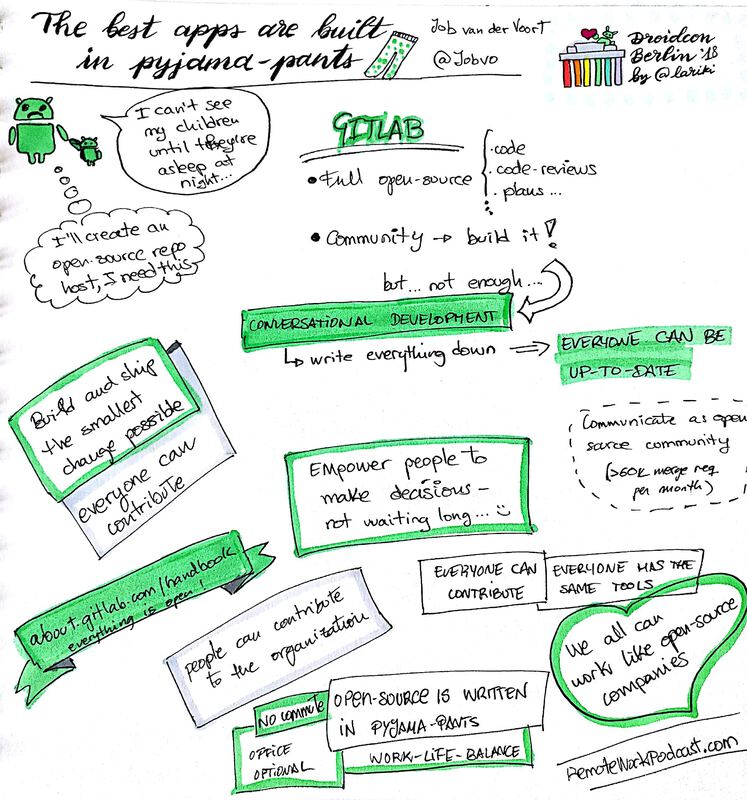 The best apps are built
in pyjama-pants
Job van der Voort
@Jobvo
Droidcon
Berlin '18
by @lariki
I can't see
my children
until they're
asleep at
night...
I'll create an
open-source repo
host, I need this
GITLAB
• Full open-source
. code
. code-reviews
. plans...
• Community → build it!
but... not enough...
CONVERSATIONAL DEVELOPMENT
↳ write everything down ⇒
EVERYONE CAN BE
UP-TO-DATE
Build and ship
the smallest
change possible
everyone can
contribute
Communicate as open
source community
(>60k merge req
per month)
EMPOWER people to
make decisions -
not waiting long...
about.gitlab.com/handbook
everything is open!
EVERYONE CAN
CONTRIBUTE
EVERYONE HAS THE
SAME TOOLS
People can contribute
to the organization
We all can
work like open-source
companies
NO COMMUTE
OPEN-SOURCE IS WRITTEN
IN PYJAMA-PANTS
OFFICE
OPTIONAL
WORK-LIFE-BALANCE
RemoteWorkPodcast.com